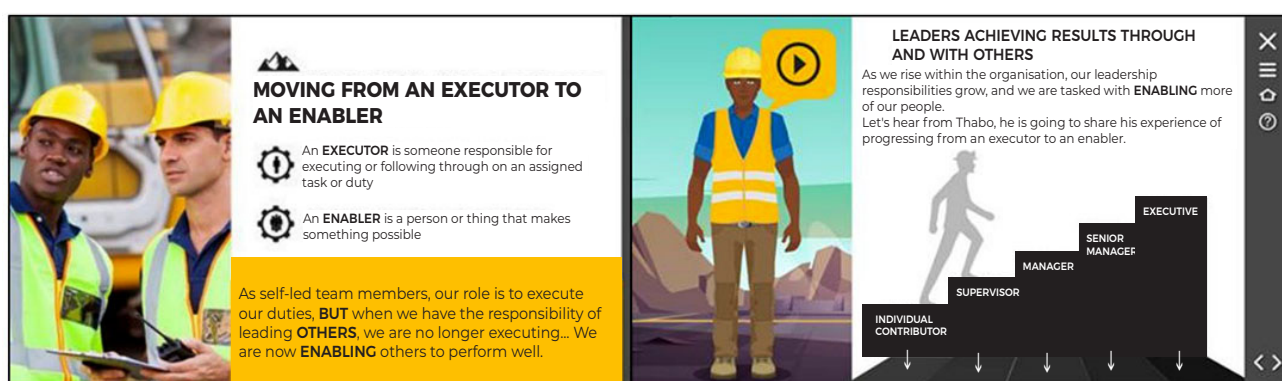 MOVING FROM AN EXECUTOR TO
AN ENABLER
An EXECUTOR is someone responsible for
executing or following through on an assigned
task or duty
An ENABLER is a person or thing that makes
something possible
As self-led team members, our role is to execute
our duties, BUT when we have the responsibility of
leading OTHERS, we are no longer executing... We
are now ENABLING others to perform well.
LEADERS ACHIEVING RESULTS THROUGH
AND WITH OTHERS
As we rise within the organisation, our leadership
responsibilities grow, and we are tasked with ENABLING more
of our people.
Let's hear from Thabo, he is going to share his experience of
progressing from an executor to an enabler.
EXECUTIVE
SENIOR
MANAGER
MANAGER
SUPERVISOR
INDIVIDUAL
CONTRIBUTOR